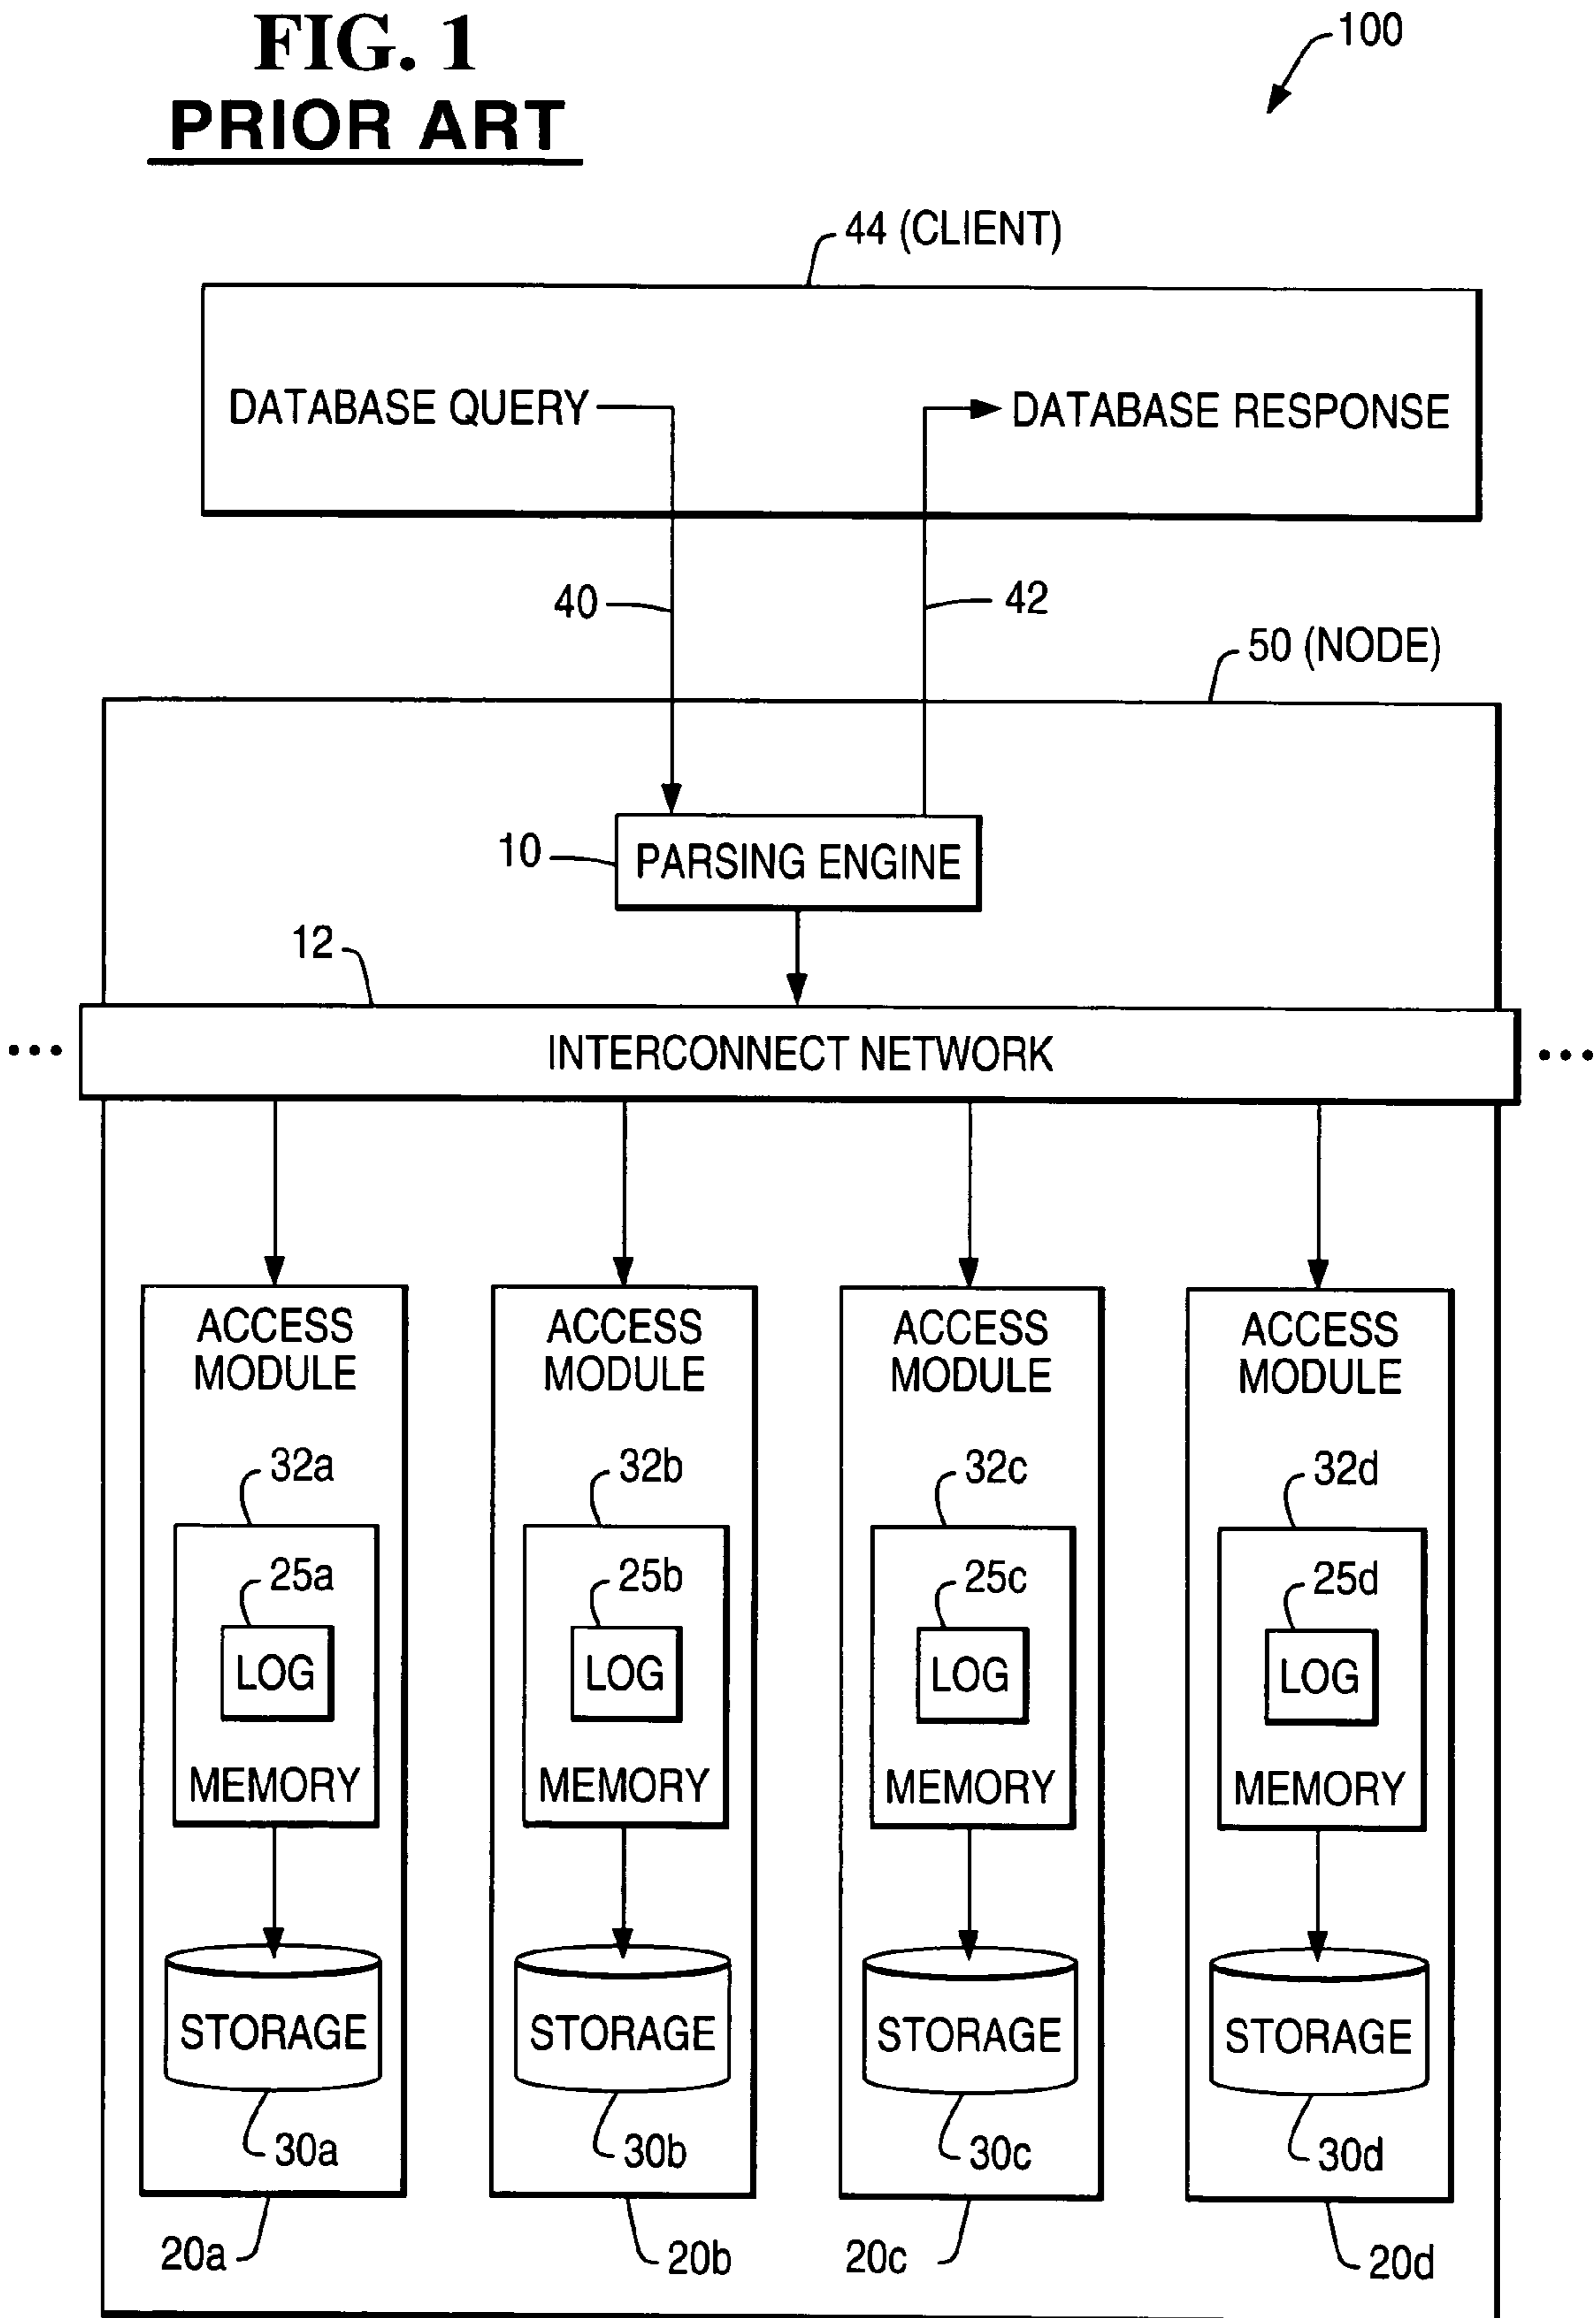 FIG. 1
PRIOR ART
100
44 (CLIENT)
DATABASE QUERY
DATABASE RESPONSE
40
42
50 (NODE)
10
PARSING ENGINE
12
INTERCONNECT NETWORK
ACCESS MODULE
ACCESS MODULE
ACCESS MODULE
ACCESS MODULE
32a
32b
32c
32d
25a
25b
25c
25d
LOG
LOG
LOG
LOG
MEMORY
MEMORY
MEMORY
MEMORY
STORAGE
STORAGE
STORAGE
STORAGE
30a
30b
30c
30d
20a
20b
20c
20d